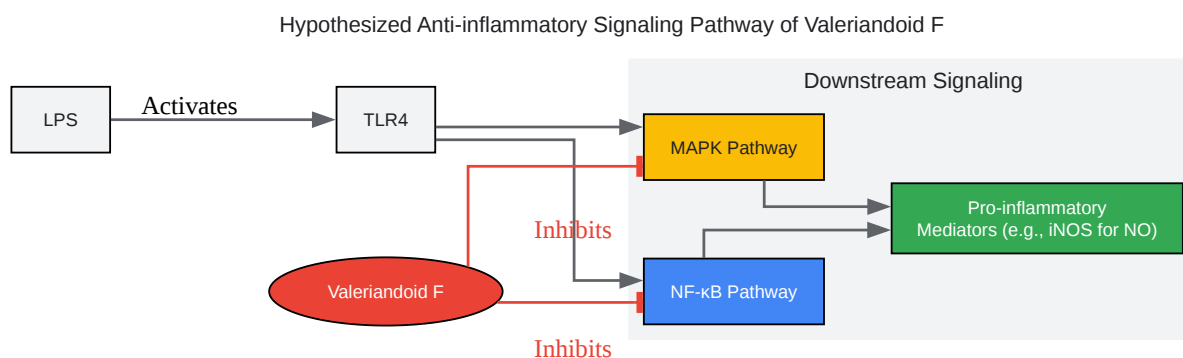 Hypothesized Anti-inflammatory Signaling Pathway of Valeriandoid F
Downstream Signaling
LPS
Activates
TLR4
MAPK Pathway
Pro-inflammatory
Mediators (e.g., iNOS for NO)
Inhibits
Valeriandoid F
NF-κB Pathway
Inhibits